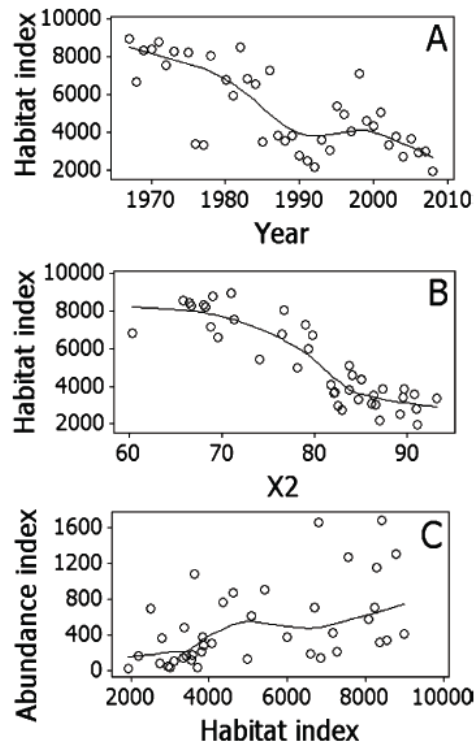 10000
8000
6000
4000
2000
Habitat index
A
1970 1980 1990 2000 2010
Year
10000
8000
6000
4000
2000
Habitat index
B
60 70 80 90
X2
1600
1200
800
400
0
Abundance index
C
2000 4000 6000 8000 10000
Habitat index